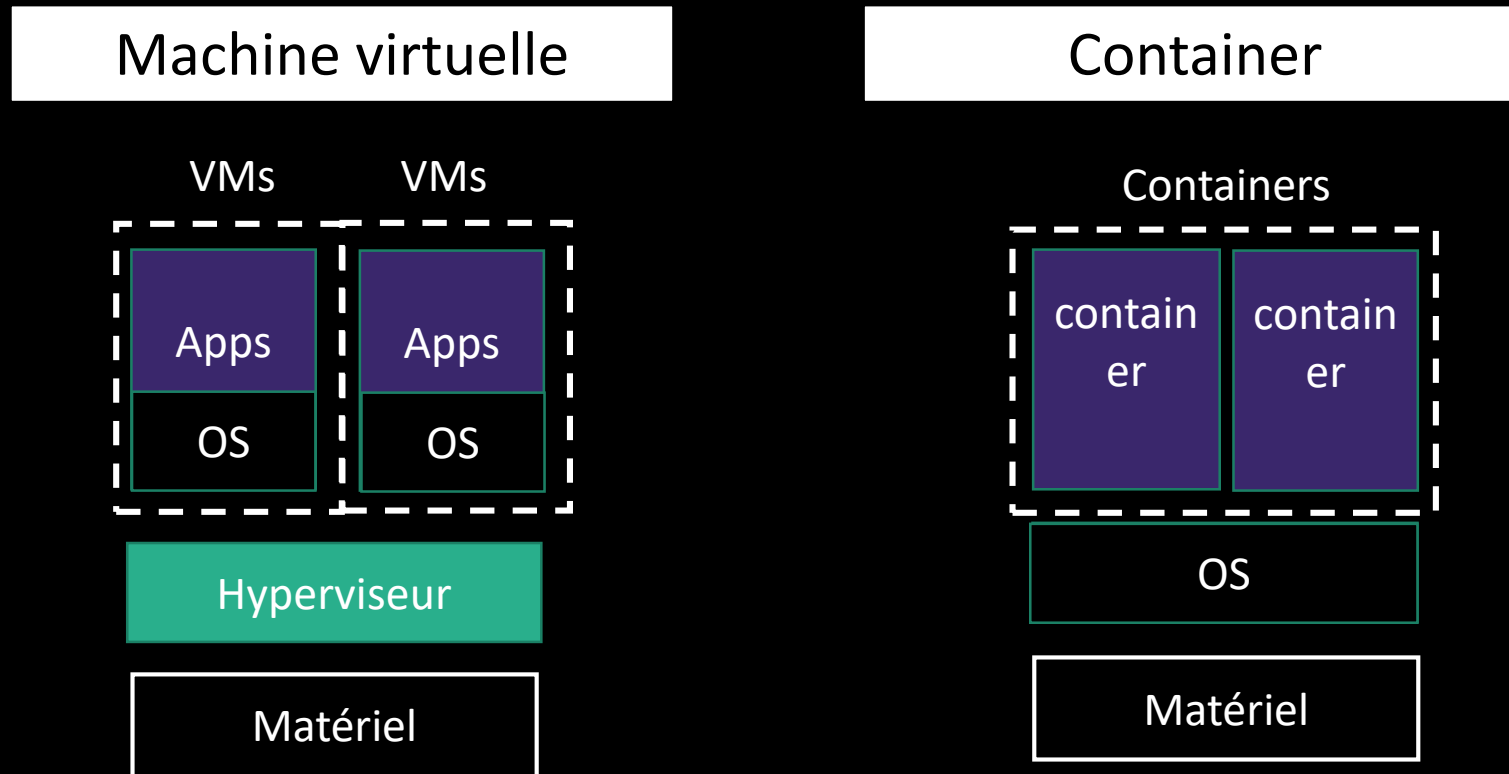 Machine virtuelle
VMs
VMs
Apps
Apps
OS
OS
Hyperviseur
Matériel
Container
Containers
contain
er
contain
er
OS
Matériel